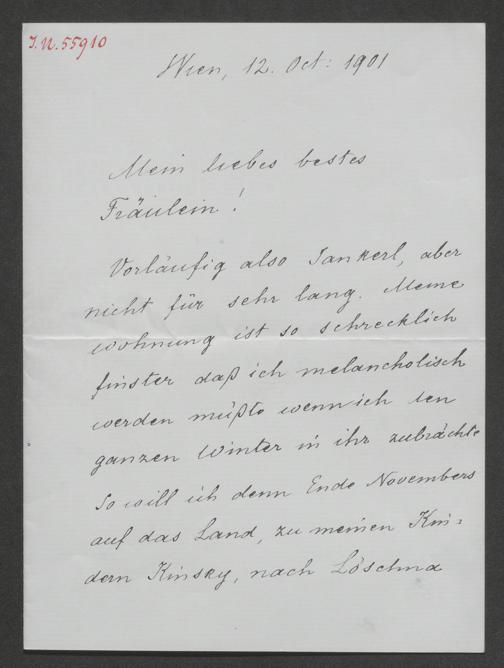 J.N. 55910
Wien, 12. Oct: 1901
Mein liebes bestes
Fräulein!
Vorläufig also Jankerl, aber
nicht für sehr lang. Meine
wohnung ist so schrecklich
finster daß ich melancholisch
werden müßte wenn ich den
ganzen Winter in ihr zubrächte
So will ich denn Ende Novembers
auf das Land, zu meinen Kin=
dern Kinsky, nach Löschna